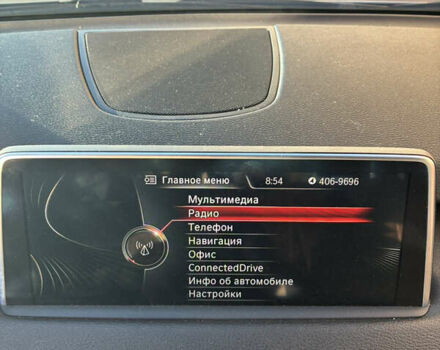 Главное меню 8:54 406-9696
Мультимедиа
Радио
Телефон
Навигация
Офис
ConnectedDrive
Инфо об автомобиле
Настройки